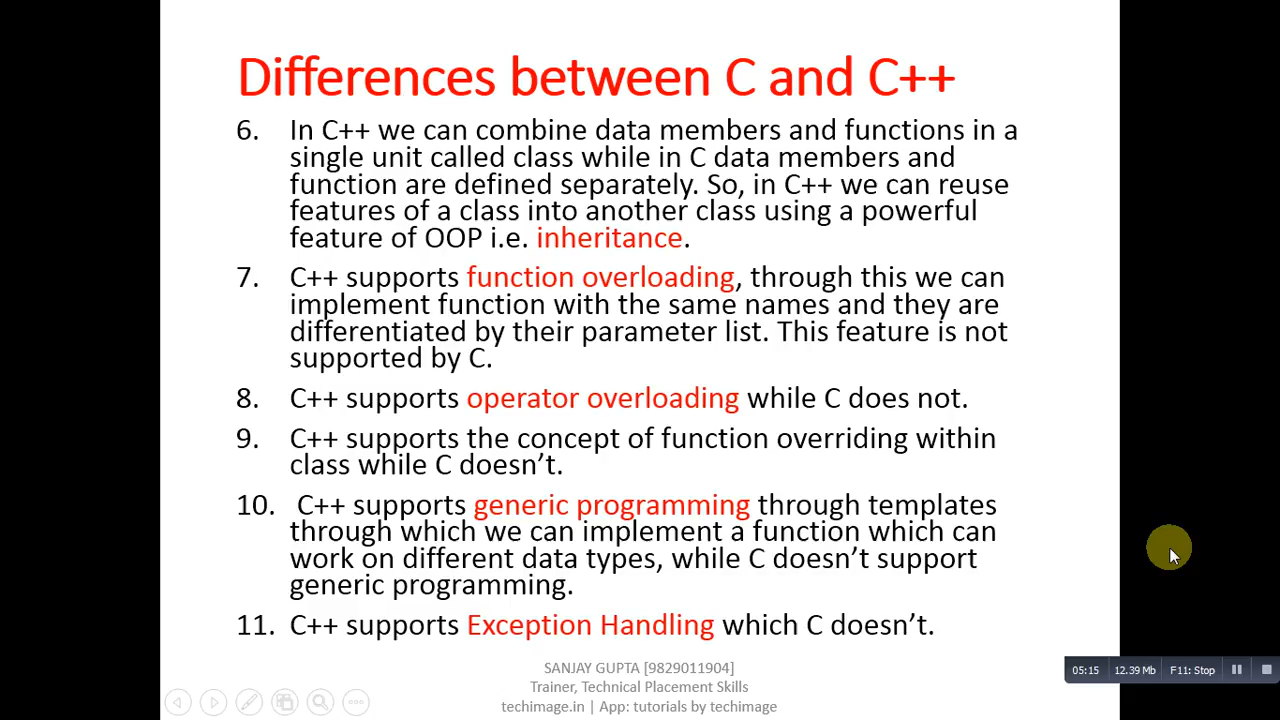 Differences between C and C++
6. In C++ we can combine data members and functions in a
single unit called class while in C data members and
function are defined separately. So, in C++ we can reuse
features of a class into another class using a powerful
feature of OOP i.e. inheritance.
7. C++ supports function overloading, through this we can
implement function with the same names and they are
differentiated by their parameter list. This feature is not
supported by C.
8. C++ supports operator overloading while C does not.
9. C++ supports the concept of function overriding within
class while C doesn’t.
10. C++ supports generic programming through templates
through which we can implement a function which can
work on different data types, while C doesn’t support
generic programming.
11. C++ supports Exception Handling which C doesn’t.
SANJAY GUPTA [9829011904]
Trainer, Technical Placement Skills
techimage.in | App: tutorials by techimage
05:15 12.39 Mb F11: Stop